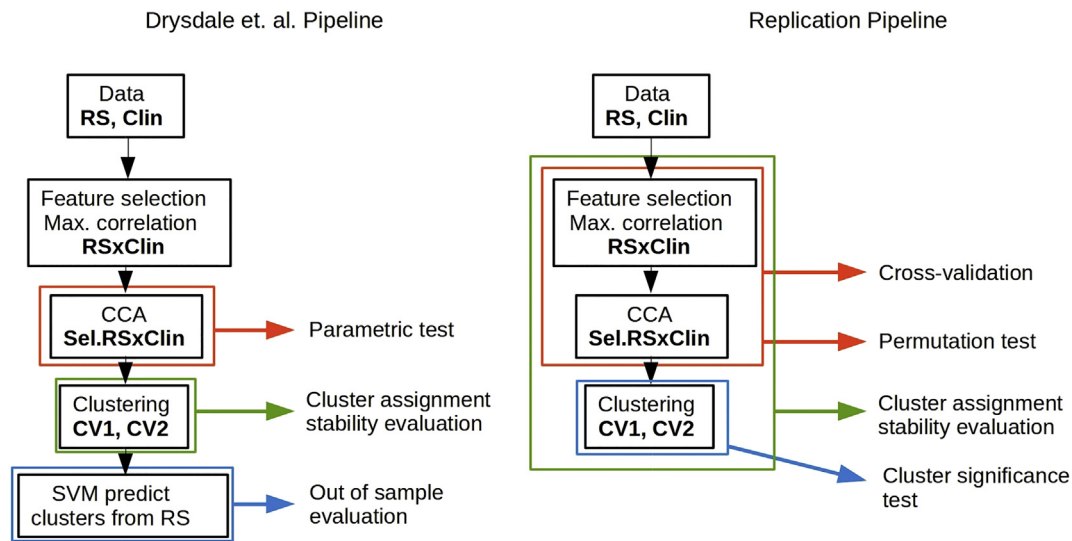 Drysdale et. al. Pipeline
Data
RS, Clin
Feature selection
Max. correlation
RSxClin
CCA
Sel.RSxClin
Parametric test
Clustering
CV1, CV2
Cluster assignment
stability evaluation
SVM predict
clusters from RS
Out of sample
evaluation
Replication Pipeline
Data
RS, Clin
Feature selection
Max. correlation
RSxClin
Cross-validation
CCA
Sel.RSxClin
Permutation test
Clustering
CV1, CV2
Cluster assignment
stability evaluation
Cluster significance
test